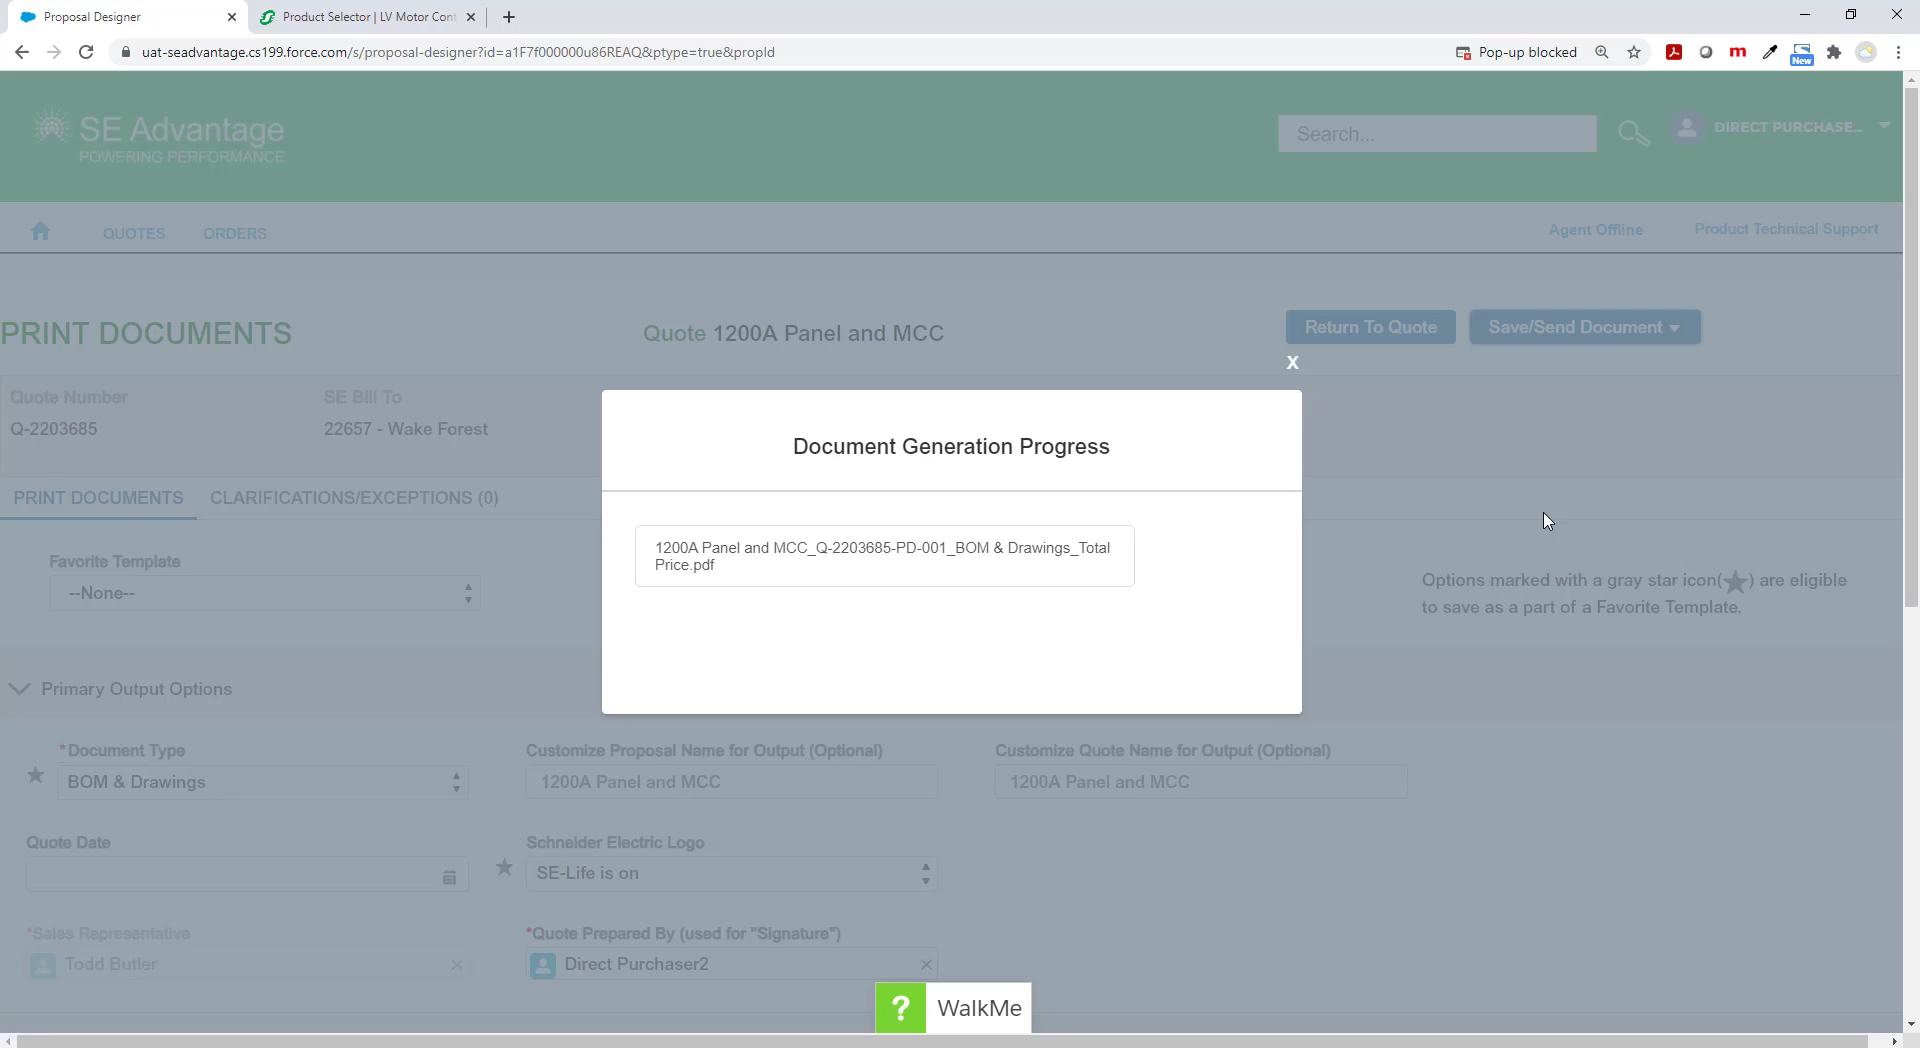 Proposal Designer
Product Selector | LV Motor Cont
uat-seadvantage.cs199.force.com/s/proposal-designer?id=a1F7f000000u86REAQ&ptype=true&propId
Pop-up blocked
m
New
SE Advantage
POWERING PERFORMANCE
Search...
DIRECT PURCHASE...
QUOTES
ORDERS
Agent Offline
Product Technical Support
PRINT DOCUMENTS
Quote 1200A Panel and MCC
Return To Quote
Save/Send Document
X
Quote Number
SE Bill To
Q-2203685
22657 - Wake Forest
Document Generation Progress
PRINT DOCUMENTS
CLARIFICATIONS/EXCEPTIONS (0)
1200A Panel and MCC_Q-2203685-PD-001_BOM & Drawings_Total
Price.pdf
Favorite Template
--None--
Options marked with a gray star icon(★) are eligible
to save as a part of a Favorite Template.
Primary Output Options
*Document Type
Customize Proposal Name for Output (Optional)
Customize Quote Name for Output (Optional)
BOM & Drawings
1200A Panel and MCC
1200A Panel and MCC
Quote Date
Schneider Electric Logo
SE-Life is on
*Sales Representative
*Quote Prepared By (used for "Signature")
Todd Butler
Direct Purchaser2
? WalkMe